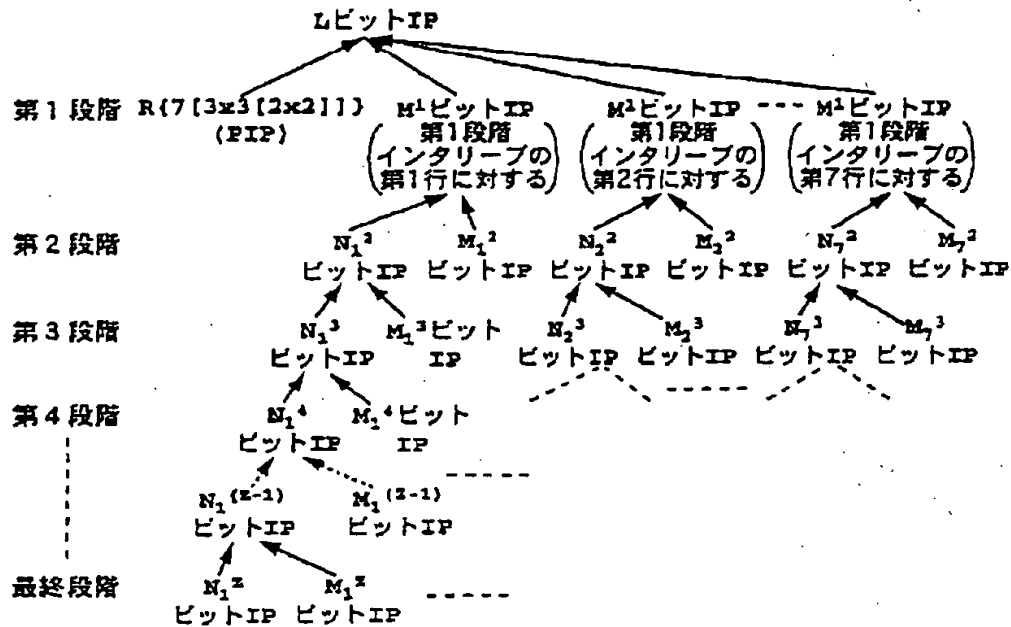 LビットIP
第1段階 R{7[3x3[2x2]]} M¹ビットIP M¹ビットIP --- M¹ビットIP
(PIP) (第1段階 (第1段階 (第1段階
インタリーブの インタリーブの インタリーブの
第1行に対する) 第2行に対する) 第7行に対する)
第2段階 N₁² M₁² N₂² M₂² N₇² M₇²
ビットIP ビットIP ビットIP ビットIP ビットIP ビットIP
第3段階 N₁³ M₁³ビット N₂³ M₂³ N₇³ M₇³
ビットIP IP ビットIP ビットIP ビットIP ビットIP
第4段階 N₁⁴ M₁⁴ビット
ビットIP IP
N₁⁽ᶻ⁻¹⁾ M₁⁽ᶻ⁻¹⁾
ビットIP ビットIP
最終段階 N₁ᶻ M₁ᶻ
ビットIP ビットIP